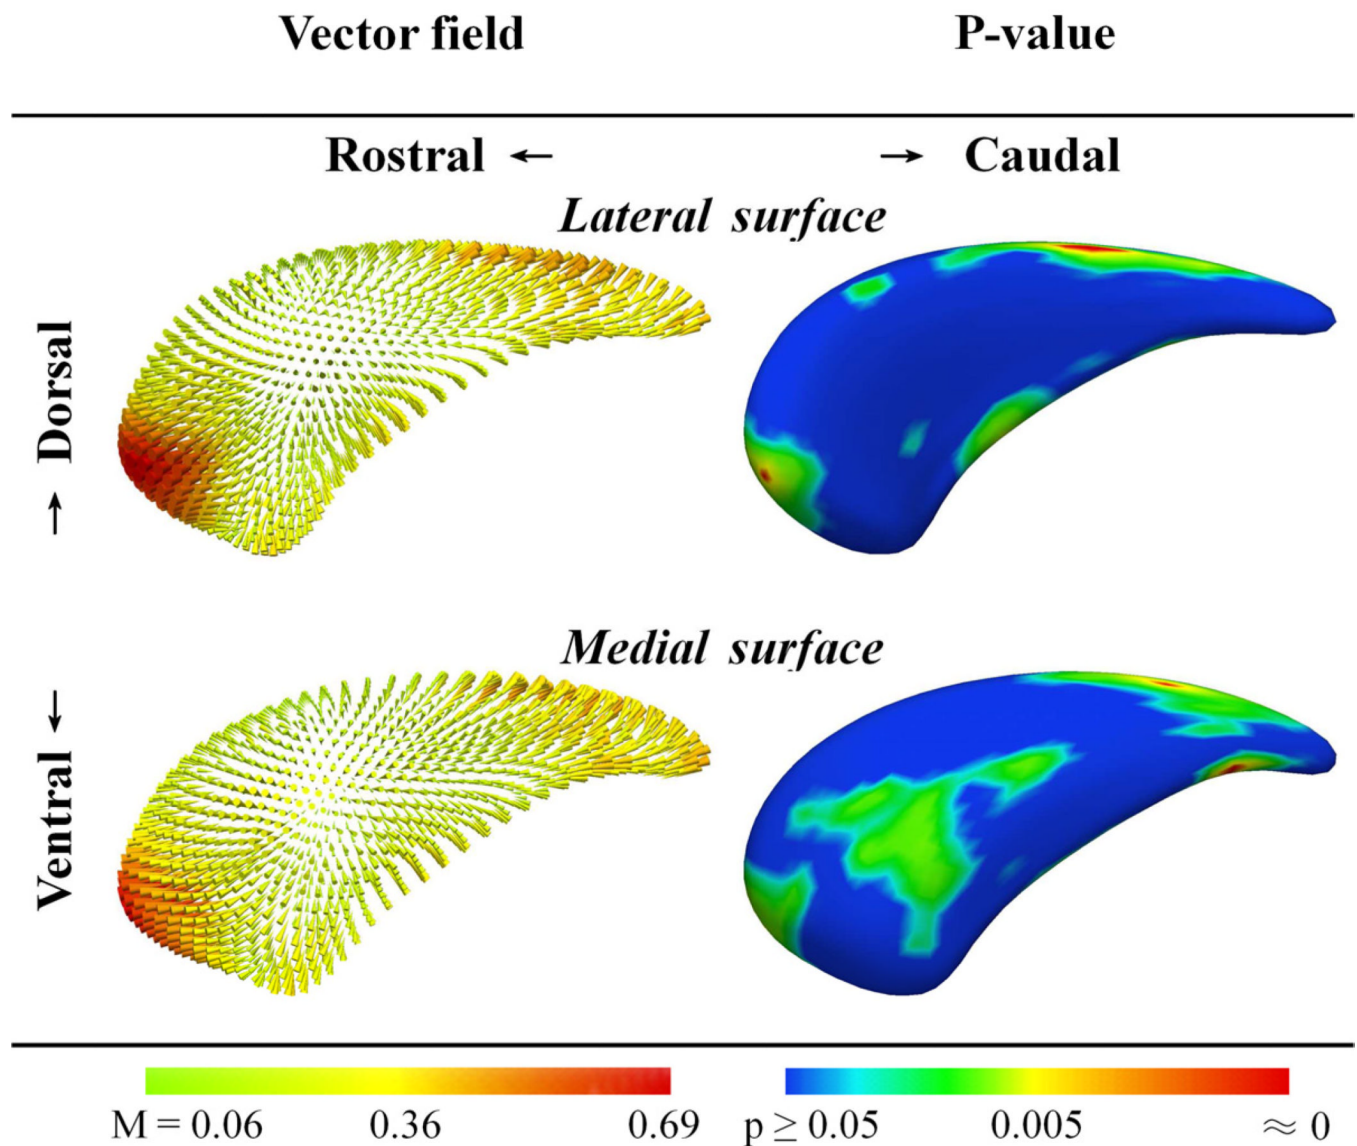 Vector field P-value
Rostral ← → Caudal
Lateral surface
→ Dorsal
Medial surface
Ventral ←
M = 0.06 0.36 0.69 p ≥ 0.05 0.005 ≈ 0